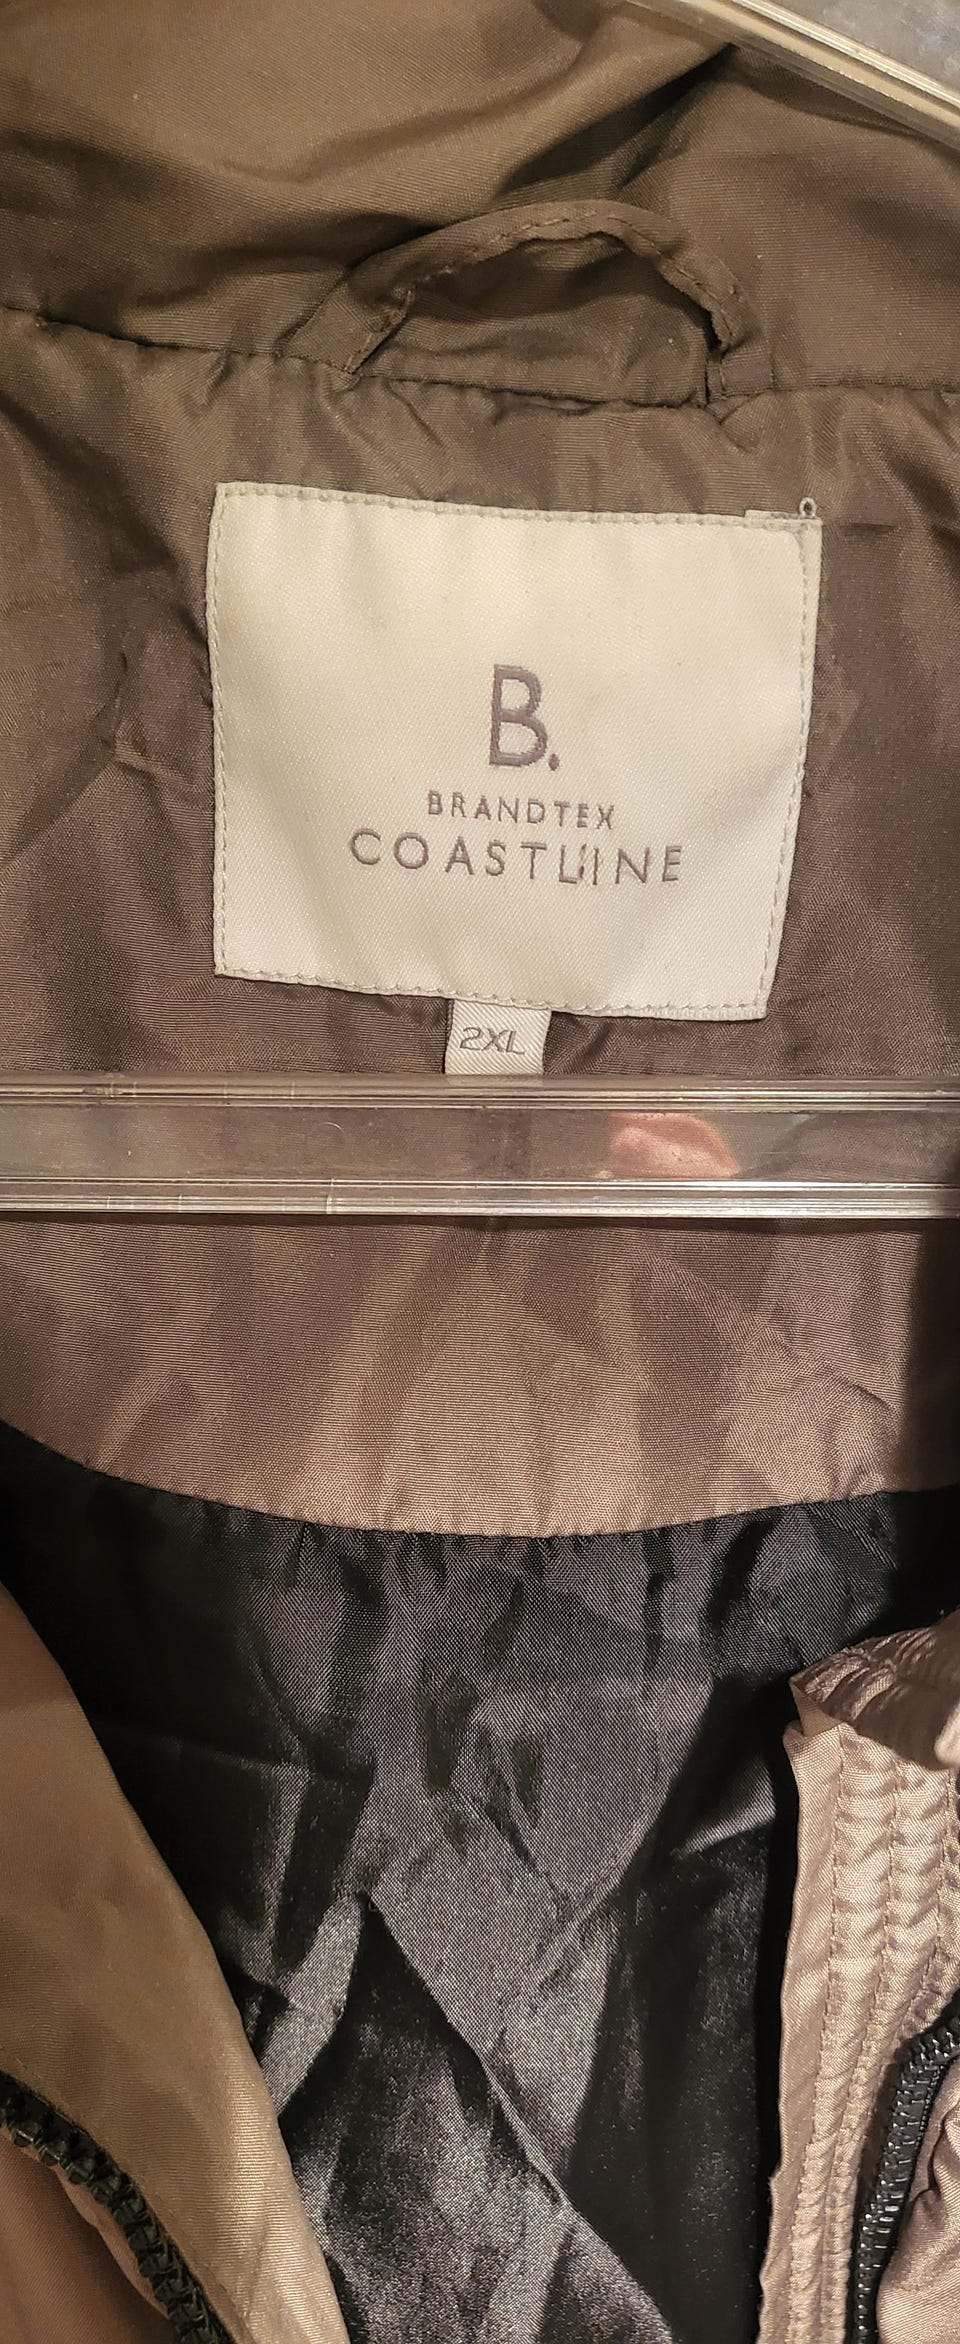 B.
BRANDTEX
COASTLINE
2XL